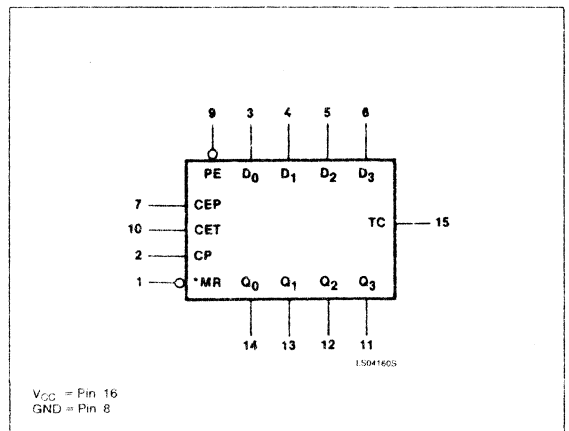 9 3 4 5 6
PE D0 D1 D2 D3
7 CEP
TC 15
10 CET
2 CP
1 *MR Q0 Q1 Q2 Q3
14 13 12 11
LS04160S
VCC = Pin 16
GND = Pin 8